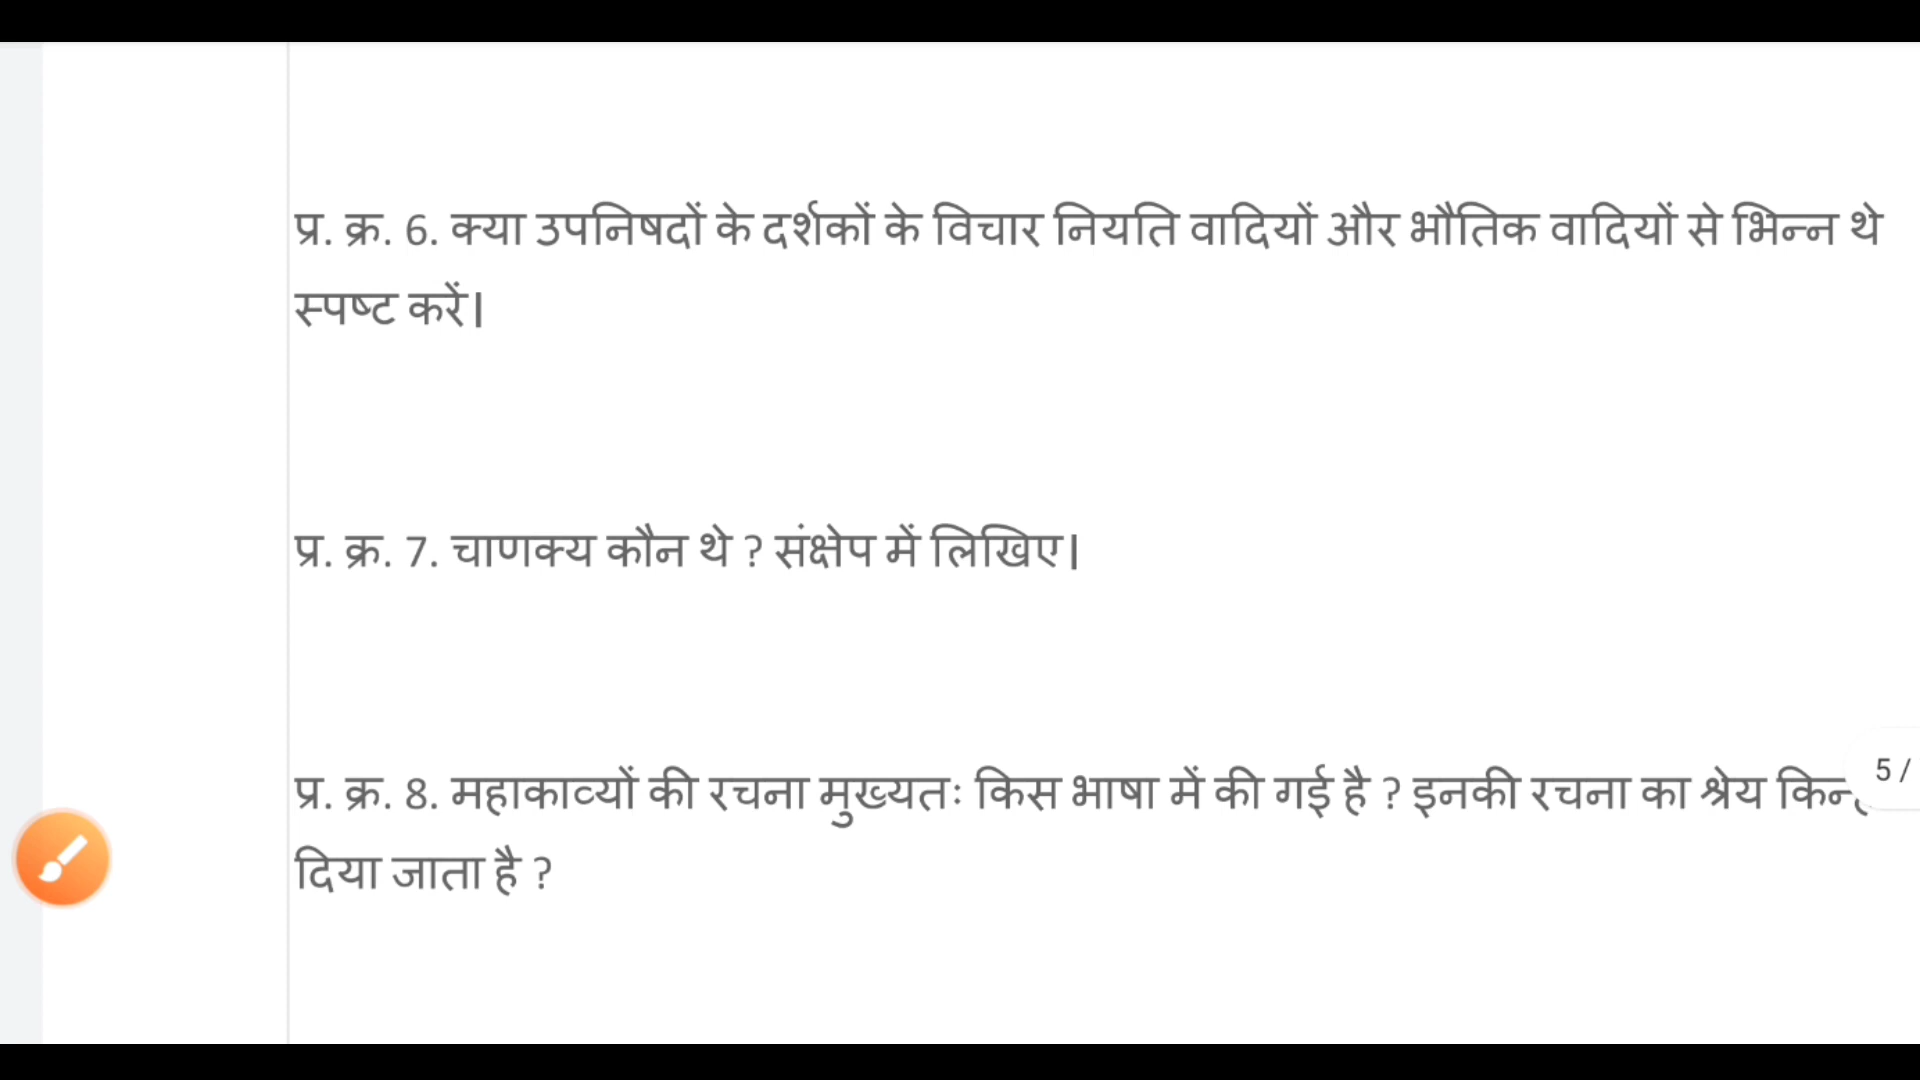 प्र. क्र. 6. क्या उपनिषदों के दर्शकों के विचार नियति वादियों और भौतिक वादियों से भिन्न थे
स्पष्ट करें।
प्र. क्र. 7. चाणक्य कौन थे ? संक्षेप में लिखिए।
5 /
प्र. क्र. 8. महाकाव्यों की रचना मुख्यतः किस भाषा में की गई है ? इनकी रचना का श्रेय
दिया जाता है ?